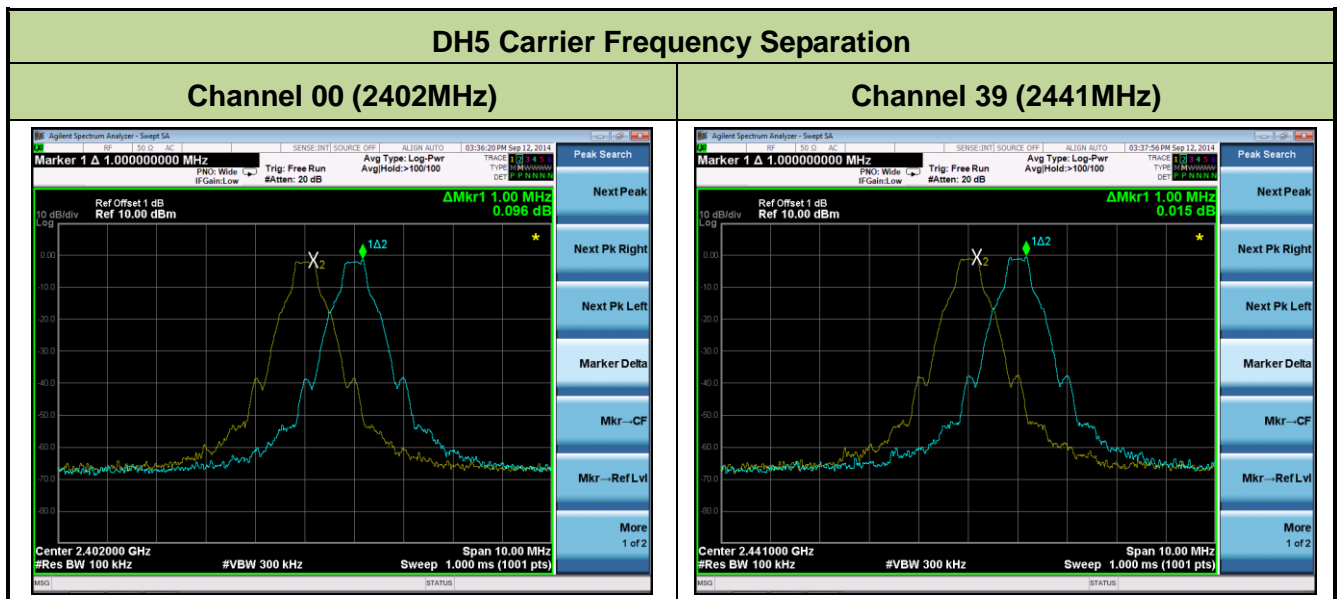 DH5 Carrier Frequency Separation
Channel 00 (2402MHz)
Agilent Spectrum Analyzer - Swept SA
RF 50 Ω AC SENSE:INT SOURCE OFF ALIGN AUTO 03:36:20 PM Sep 12, 2014
Marker 1 Δ 1.000000000 MHz
PNO: Wide
IFGain:Low
Trig: Free Run
#Atten: 20 dB
Avg Type: Log-Pwr
Avg|Hold:>100/100
TRACE 1 2 3 4 5 6
TYPE M M W W W W
DET P P N N N N
Peak Search
ΔMkr1 1.00 MHz
0.096 dB
Ref Offset 1 dB
10 dB/div Ref 10.00 dBm
Log
1Δ2
2
0.00
-10.0
-20.0
-30.0
-40.0
-50.0
-60.0
-70.0
-80.0
Center 2.402000 GHz Span 10.00 MHz
#Res BW 100 kHz #VBW 300 kHz Sweep 1.000 ms (1001 pts)
MSG STATUS
Next Peak
Next Pk Right
Next Pk Left
Marker Delta
Mkr→CF
Mkr→RefLvl
More
1 of 2
Channel 39 (2441MHz)
Agilent Spectrum Analyzer - Swept SA
RF 50 Ω AC SENSE:INT SOURCE OFF ALIGN AUTO 03:37:56 PM Sep 12, 2014
Marker 1 Δ 1.000000000 MHz
PNO: Wide
IFGain:Low
Trig: Free Run
#Atten: 20 dB
Avg Type: Log-Pwr
Avg|Hold:>100/100
TRACE 1 2 3 4 5 6
TYPE M M W W W W
DET P P N N N N
Peak Search
ΔMkr1 1.00 MHz
0.015 dB
Ref Offset 1 dB
10 dB/div Ref 10.00 dBm
Log
1Δ2
2
0.00
-10.0
-20.0
-30.0
-40.0
-50.0
-60.0
-70.0
-80.0
Center 2.441000 GHz Span 10.00 MHz
#Res BW 100 kHz #VBW 300 kHz Sweep 1.000 ms (1001 pts)
MSG STATUS
Next Peak
Next Pk Right
Next Pk Left
Marker Delta
Mkr→CF
Mkr→RefLvl
More
1 of 2